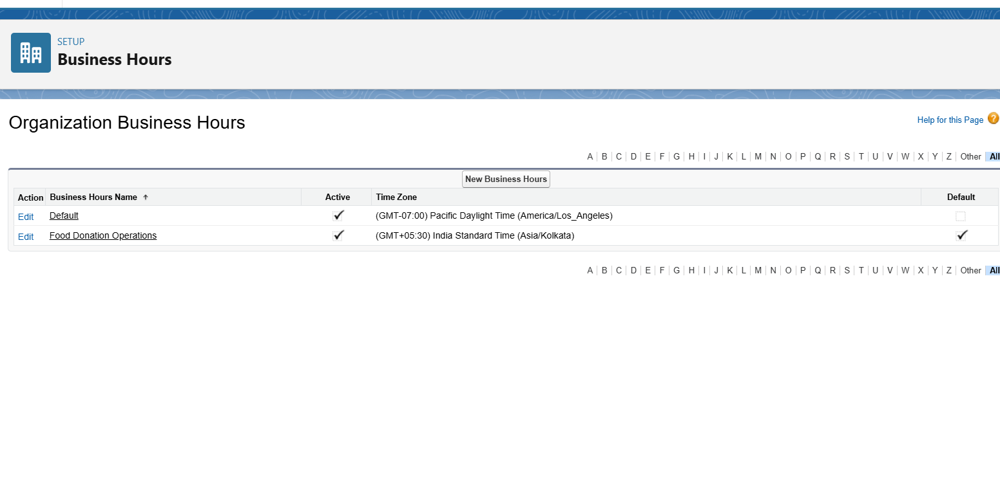 SETUP
Business Hours
Organization Business Hours
Help for this Page ?
A B C D E F G H I J K L M N O P Q R S T U V W X Y Z Other All
New Business Hours
Action Business Hours Name ↑ Active Time Zone Default
Edit Default (GMT-07:00) Pacific Daylight Time (America/Los_Angeles)
Edit Food Donation Operations (GMT+05:30) India Standard Time (Asia/Kolkata)
A B C D E F G H I J K L M N O P Q R S T U V W X Y Z Other All